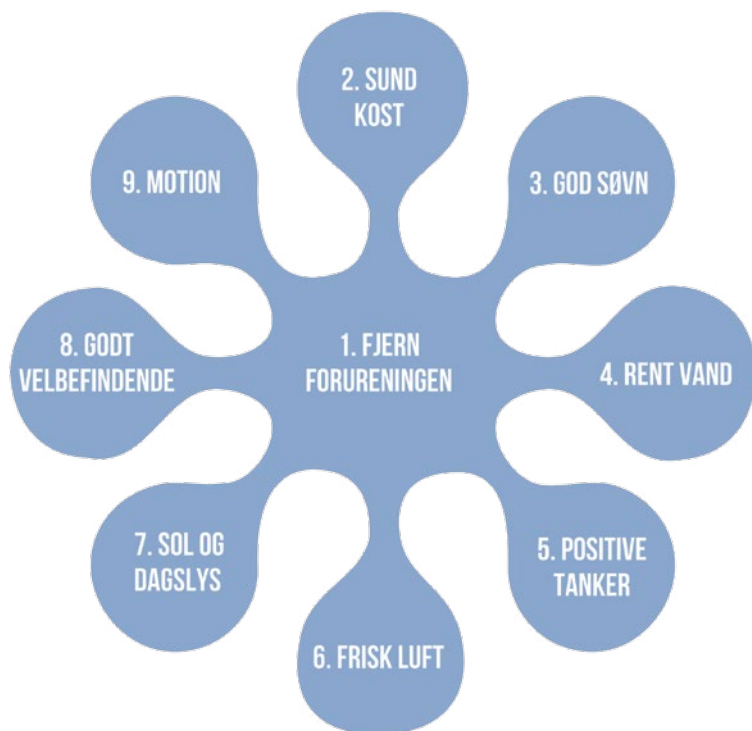 1. FJERN
FORURENINGEN
2. SUND
KOST
3. GOD SØVN
4. RENT VAND
5. POSITIVE
TANKER
6. FRISK LUFT
7. SOL OG
DAGSLYS
8. GODT
VELBEFINDENDE
9. MOTION